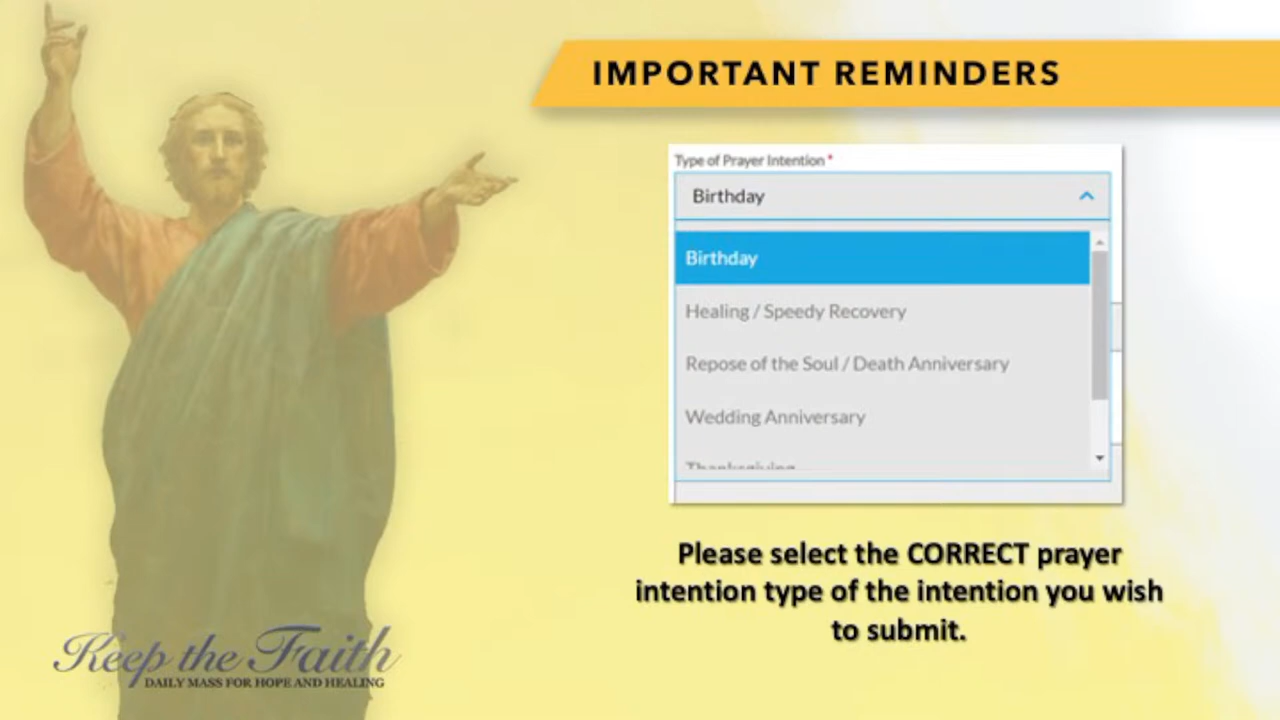 IMPORTANT REMINDERS
Type of Prayer Intention *
Birthday
Birthday
Healing / Speedy Recovery
Repose of the Soul / Death Anniversary
Wedding Anniversary
Thanksgiving
Please select the CORRECT prayer
intention type of the intention you wish
to submit.
Keep the Faith
DAILY MASS FOR HOPE AND HEALING